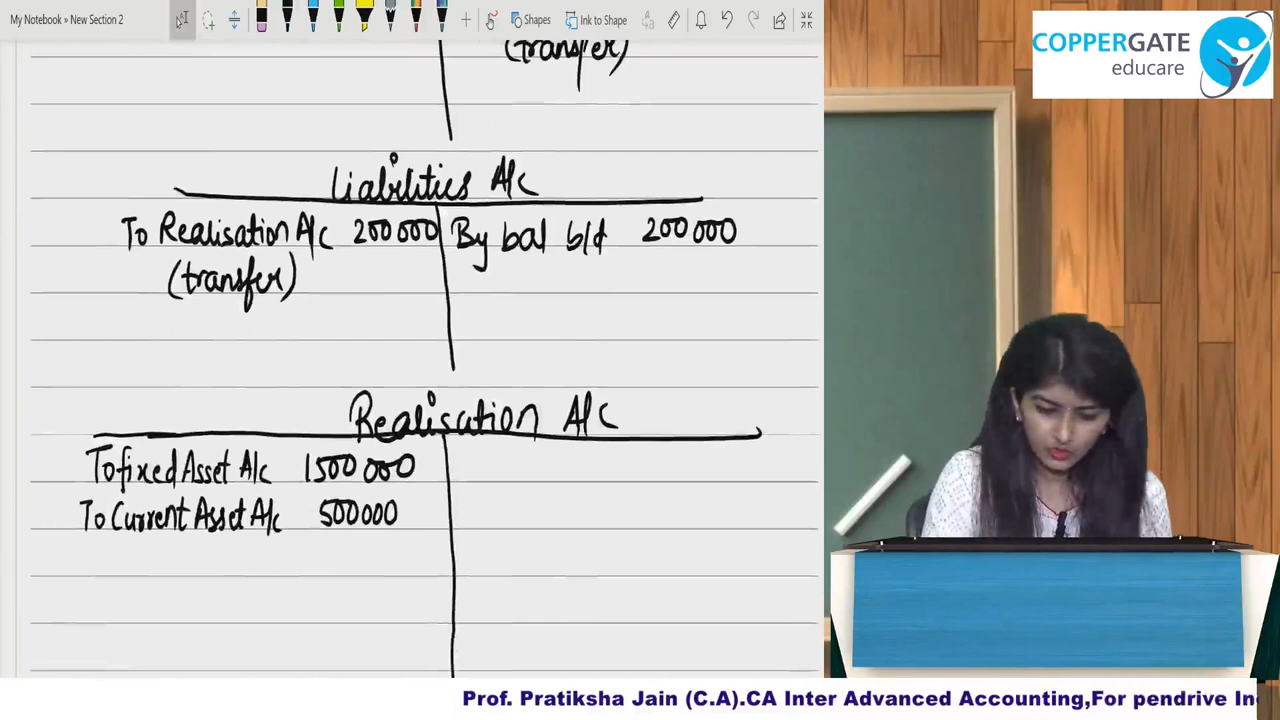 My Notebook » New Section 2
Shapes
Ink to Shape
COPPERGATE
educare
(transfer)
Liabilities A/c
To Realisation A/c 200000 By bal b/d 200000
(transfer)
Realisation A/c
To fixed Asset A/c 1500000
To Current Asset A/c 500000
Prof. Pratiksha Jain (C.A).CA Inter Advanced Accounting,For pendrive In